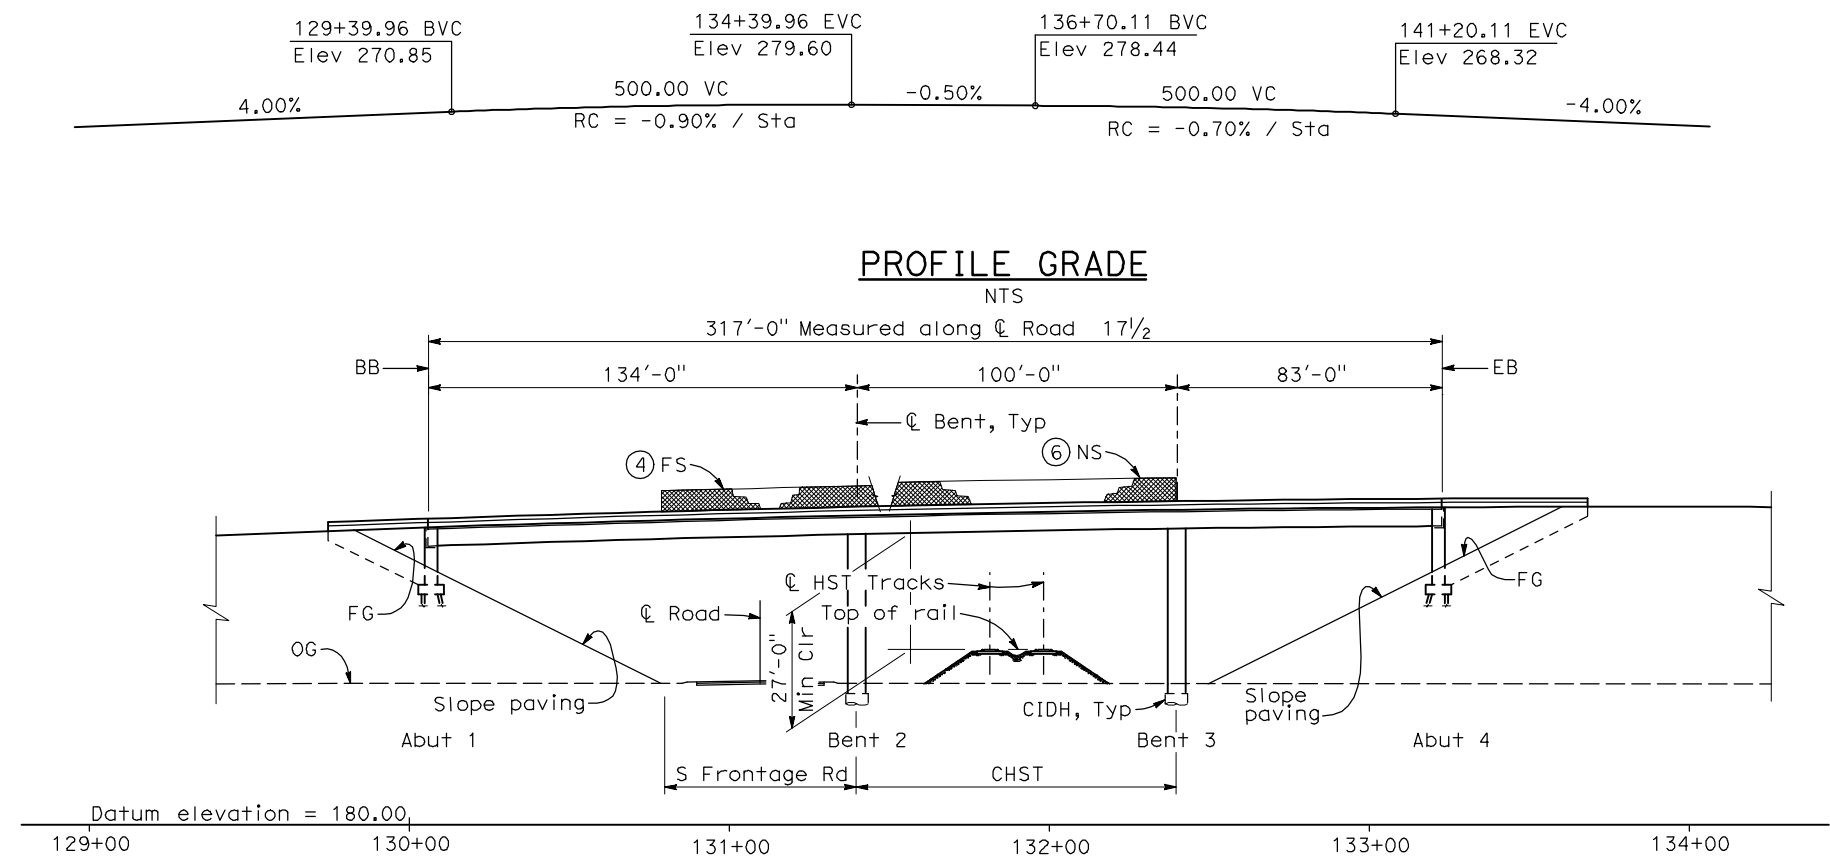 129+39.96 BVC
Elev 270.85
134+39.96 EVC
Elev 279.60
136+70.11 BVC
Elev 278.44
141+20.11 EVC
Elev 268.32
4.00%
500.00 VC
RC = -0.90% / Sta
-0.50%
500.00 VC
RC = -0.70% / Sta
-4.00%
PROFILE GRADE
NTS
317'-0" Measured along ℄ Road 17½
BB
134'-0"
100'-0"
83'-0"
EB
℄ Bent, Typ
4 FS
6 NS
℄ HST Tracks
Top of rail
℄ Road
27'-0"
Min Clr
FG
FG
OG
Slope paving
CIDH, Typ
Slope
paving
Abut 1
Bent 2
Bent 3
Abut 4
S Frontage Rd
CHST
Datum elevation = 180.00
129+00
130+00
131+00
132+00
133+00
134+00